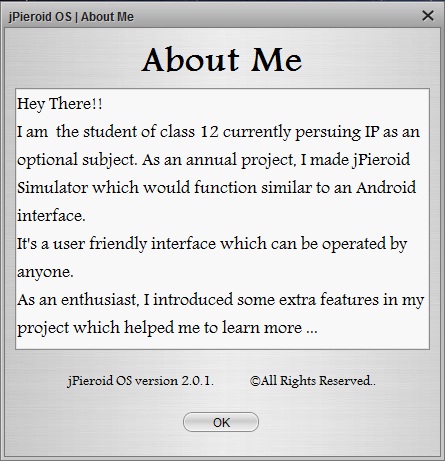 jPieroid OS | About Me
About Me
Hey There!!
I am  the student of class 12 currently persuing IP as an
optional subject. As an annual project, I made jPieroid
Simulator which would function similar to an Android
interface.
It's a user friendly interface which can be operated by
anyone.
As an enthusiast, I introduced some extra features in my
project which helped me to learn more ...
jPieroid OS version 2.0.1. ©All Rights Reserved..
OK